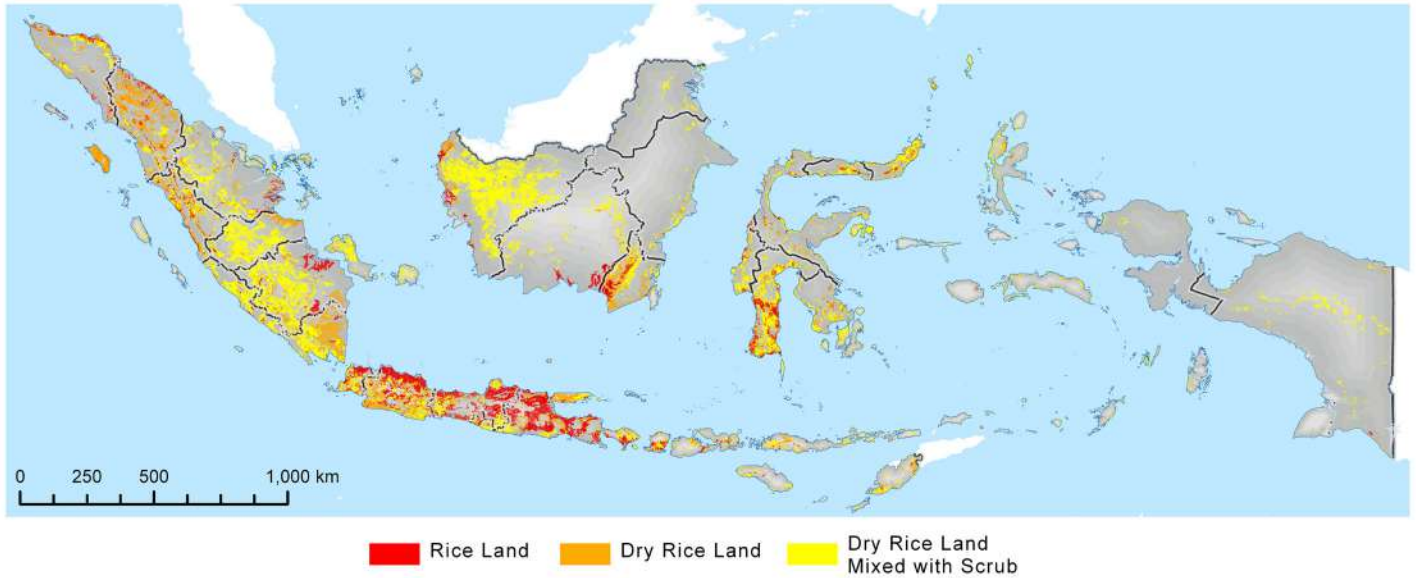 0 250 500 1,000 km
Rice Land
Dry Rice Land
Dry Rice Land
Mixed with Scrub